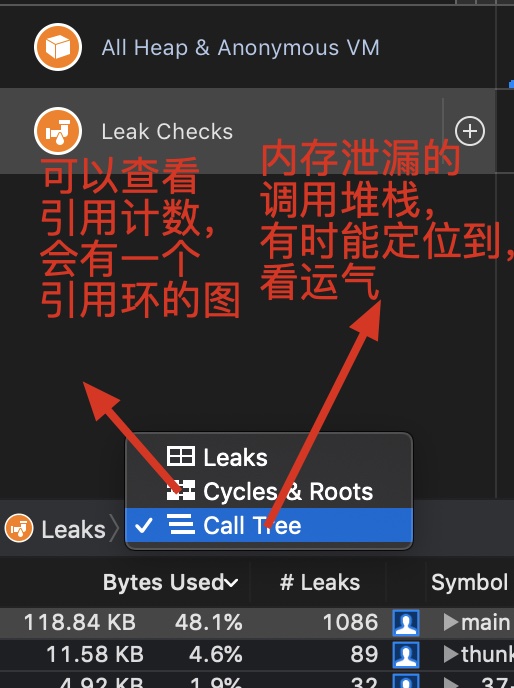 All Heap & Anonymous VM
Leak Checks
可以查看
引用计数，
会有一个
引用环的图
内存泄漏的
调用堆栈，
有时能定位到，
看运气
Leaks
Cycles & Roots
Call Tree
Leaks
Bytes Used # Leaks Symbol
118.84 KB 48.1% 1086 main
11.58 KB 4.6% 89 thunk
4.92 KB 1.9% 32 37